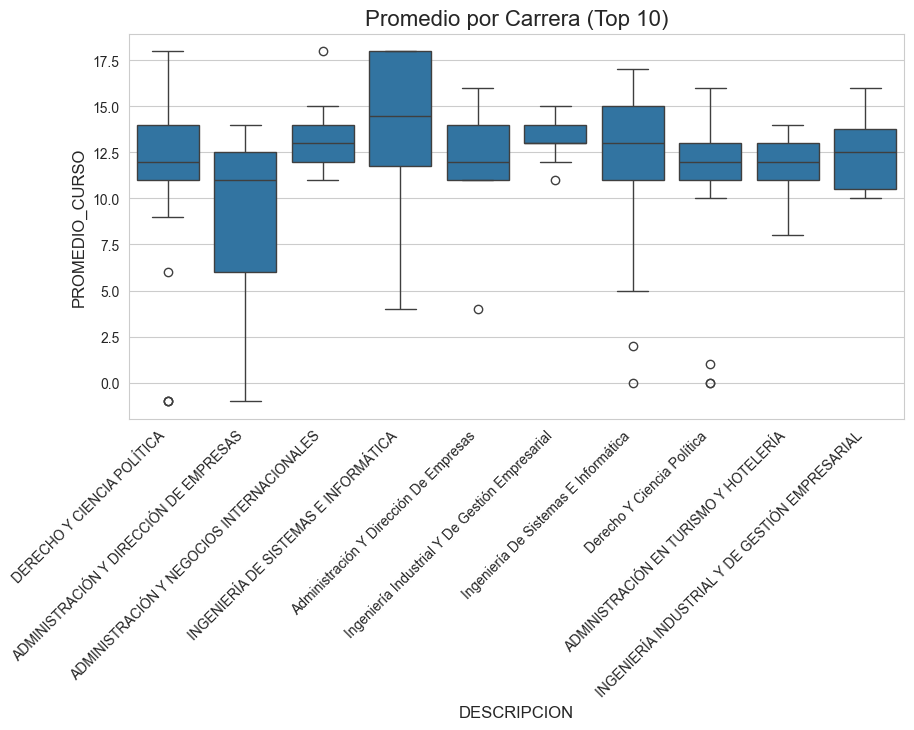 Promedio por Carrera (Top 10)
PROMEDIO_CURSO
17.5
15.0
12.5
10.0
7.5
5.0
2.5
0.0
DERECHO Y CIENCIA POLÍTICA
ADMINISTRACIÓN Y DIRECCIÓN DE EMPRESAS
ADMINISTRACIÓN Y NEGOCIOS INTERNACIONALES
INGENIERÍA DE SISTEMAS E INFORMÁTICA
Administración Y Dirección De Empresas
Ingeniería Industrial Y De Gestión Empresarial
Ingeniería De Sistemas E Informática
Derecho Y Ciencia Política
ADMINISTRACIÓN EN TURISMO Y HOTELERÍA
INGENIERÍA INDUSTRIAL Y DE GESTIÓN EMPRESARIAL
DESCRIPCION